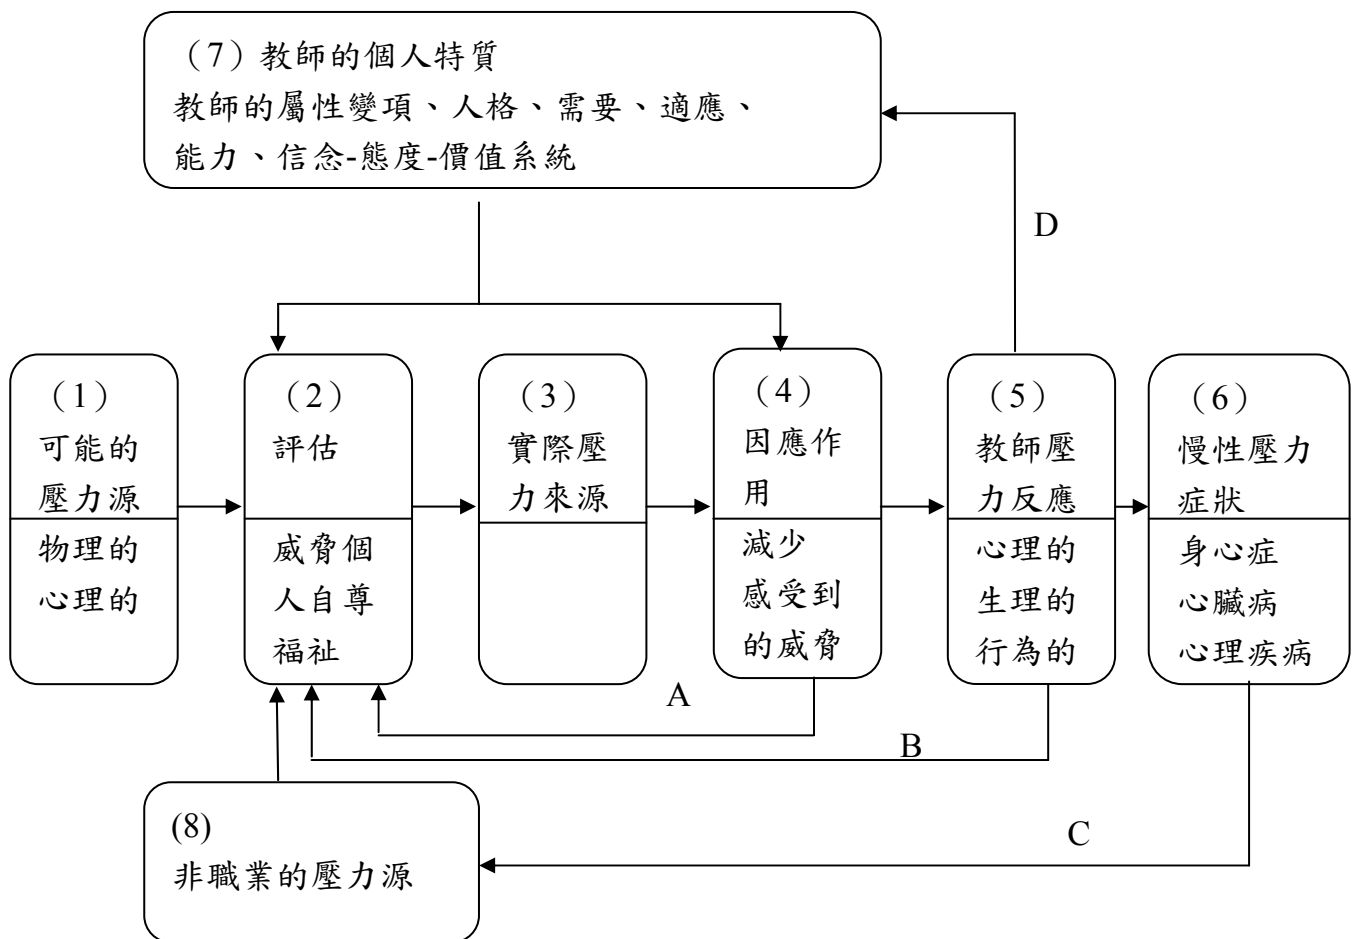 （7）教師的個人特質
教師的屬性變項、人格、需要、適應、
能力、信念-態度-價值系統
D
（1）
可能的
壓力源
物理的
心理的
（2）
評估
威脅個
人自尊
福祉
（3）
實際壓
力來源
（4）
因應作
用
減少
感受到
的威脅
（5）
教師壓
力反應
心理的
生理的
行為的
（6）
慢性壓力
症狀
身心症
心臟病
心理疾病
A
B
C
(8)
非職業的壓力源